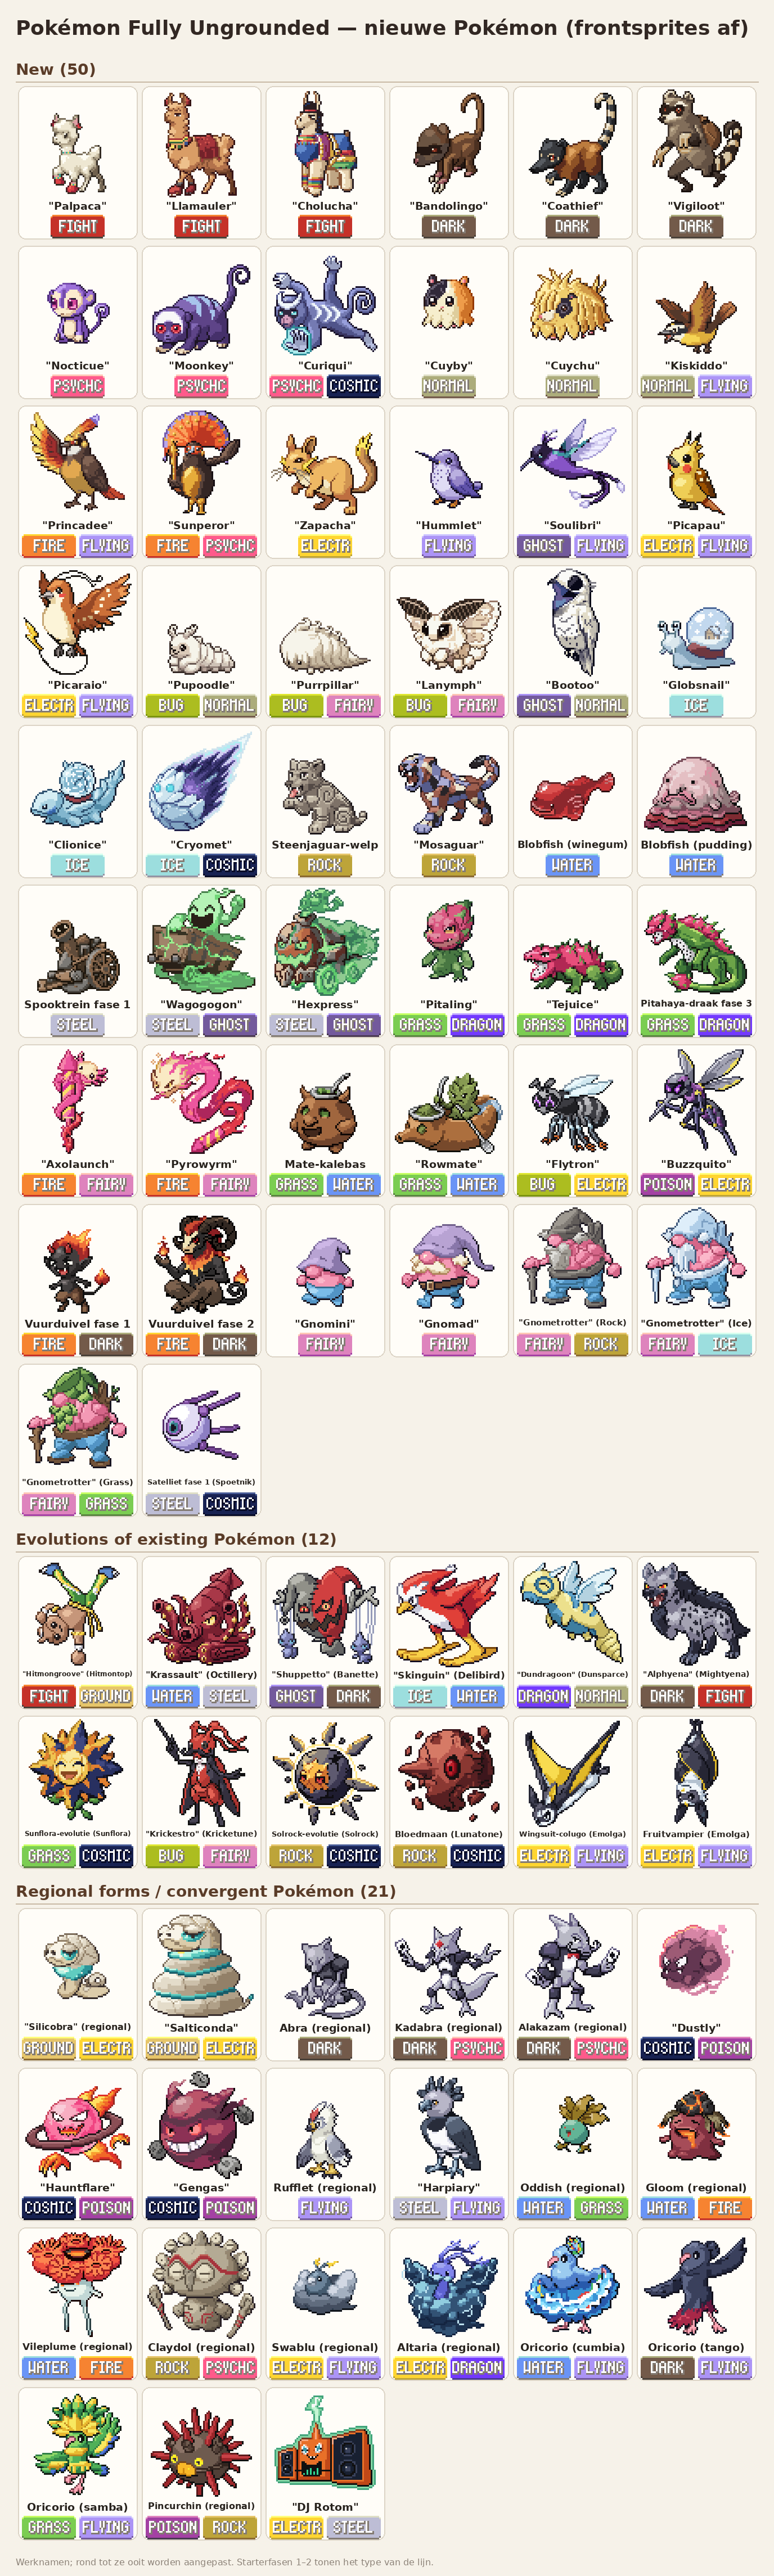 Pokémon Fully Ungrounded — nieuwe Pokémon (frontsprites af)
New (50)
"Palpaca" "Llamauler" "Cholucha" "Bandolingo" "Coathief" "Vigiloot"
FIGHT FIGHT FIGHT DARK DARK DARK
"Nocticue" "Moonkey" "Curiqui" "Cuyby" "Cuychu" "Kiskiddo"
PSYCHC PSYCHC PSYCHC COSMIC NORMAL NORMAL NORMAL FLYING
"Princadee" "Sunperor" "Zapacha" "Hummlet" "Soulibri" "Picapau"
FIRE FLYING FIRE PSYCHC ELECTR FLYING GHOST FLYING ELECTR FLYING
"Picaraio" "Pupoodle" "Purrpillar" "Lanymph" "Bootoo" "Globsnail"
ELECTR FLYING BUG NORMAL BUG FAIRY BUG FAIRY GHOST NORMAL ICE
"Clionice" "Cryomet" Steenjaguar-welp "Mosaguar" Blobfish (winegum) Blobfish (pudding)
ICE ICE COSMIC ROCK ROCK WATER WATER
Spooktrein fase 1 "Wagogogon" "Hexpress" "Pitaling" "Tejuice" Pitahaya-draak fase 3
STEEL STEEL GHOST STEEL GHOST GRASS DRAGON GRASS DRAGON GRASS DRAGON
"Axolaunch" "Pyrowyrm" Mate-kalebas "Rowmate" "Flytron" "Buzzquito"
FIRE FAIRY FIRE FAIRY GRASS WATER GRASS WATER BUG ELECTR POISON ELECTR
Vuurduivel fase 1 Vuurduivel fase 2 "Gnomini" "Gnomad" "Gnometrotter" (Rock) "Gnometrotter" (Ice)
FIRE DARK FIRE DARK FAIRY FAIRY FAIRY ROCK FAIRY ICE
"Gnometrotter" (Grass) Satelliet fase 1 (Spoetnik)
FAIRY GRASS STEEL COSMIC
Evolutions of existing Pokémon (12)
"Hitmongroove" (Hitmontop) "Krassault" (Octillery) "Shuppetto" (Banette) "Skinguin" (Delibird) "Dundragoon" (Dunsparce) "Alphyena" (Mightyena)
FIGHT GROUND WATER STEEL GHOST DARK ICE WATER DRAGON NORMAL DARK FIGHT
Sunflora-evolutie (Sunflora) "Krickestro" (Kricketune) Solrock-evolutie (Solrock) Bloedmaan (Lunatone) Wingsuit-colugo (Emolga) Fruitvampier (Emolga)
GRASS COSMIC BUG FAIRY ROCK COSMIC ROCK COSMIC ELECTR FLYING ELECTR FLYING
Regional forms / convergent Pokémon (21)
"Silicobra" (regional) "Salticonda" Abra (regional) Kadabra (regional) Alakazam (regional) "Dustly"
GROUND ELECTR GROUND ELECTR DARK DARK PSYCHC DARK PSYCHC COSMIC POISON
"Hauntflare" "Gengas" Rufflet (regional) "Harpiary" Oddish (regional) Gloom (regional)
COSMIC POISON COSMIC POISON FLYING STEEL FLYING WATER GRASS WATER FIRE
Vileplume (regional) Claydol (regional) Swablu (regional) Altaria (regional) Oricorio (cumbia) Oricorio (tango)
WATER FIRE ROCK PSYCHC ELECTR FLYING ELECTR DRAGON WATER FLYING DARK FLYING
Oricorio (samba) Pincurchin (regional) "DJ Rotom"
GRASS FLYING POISON ROCK ELECTR STEEL
Werknamen; rond tot ze ooit worden aangepast. Starterfasen 1–2 tonen het type van de lijn.